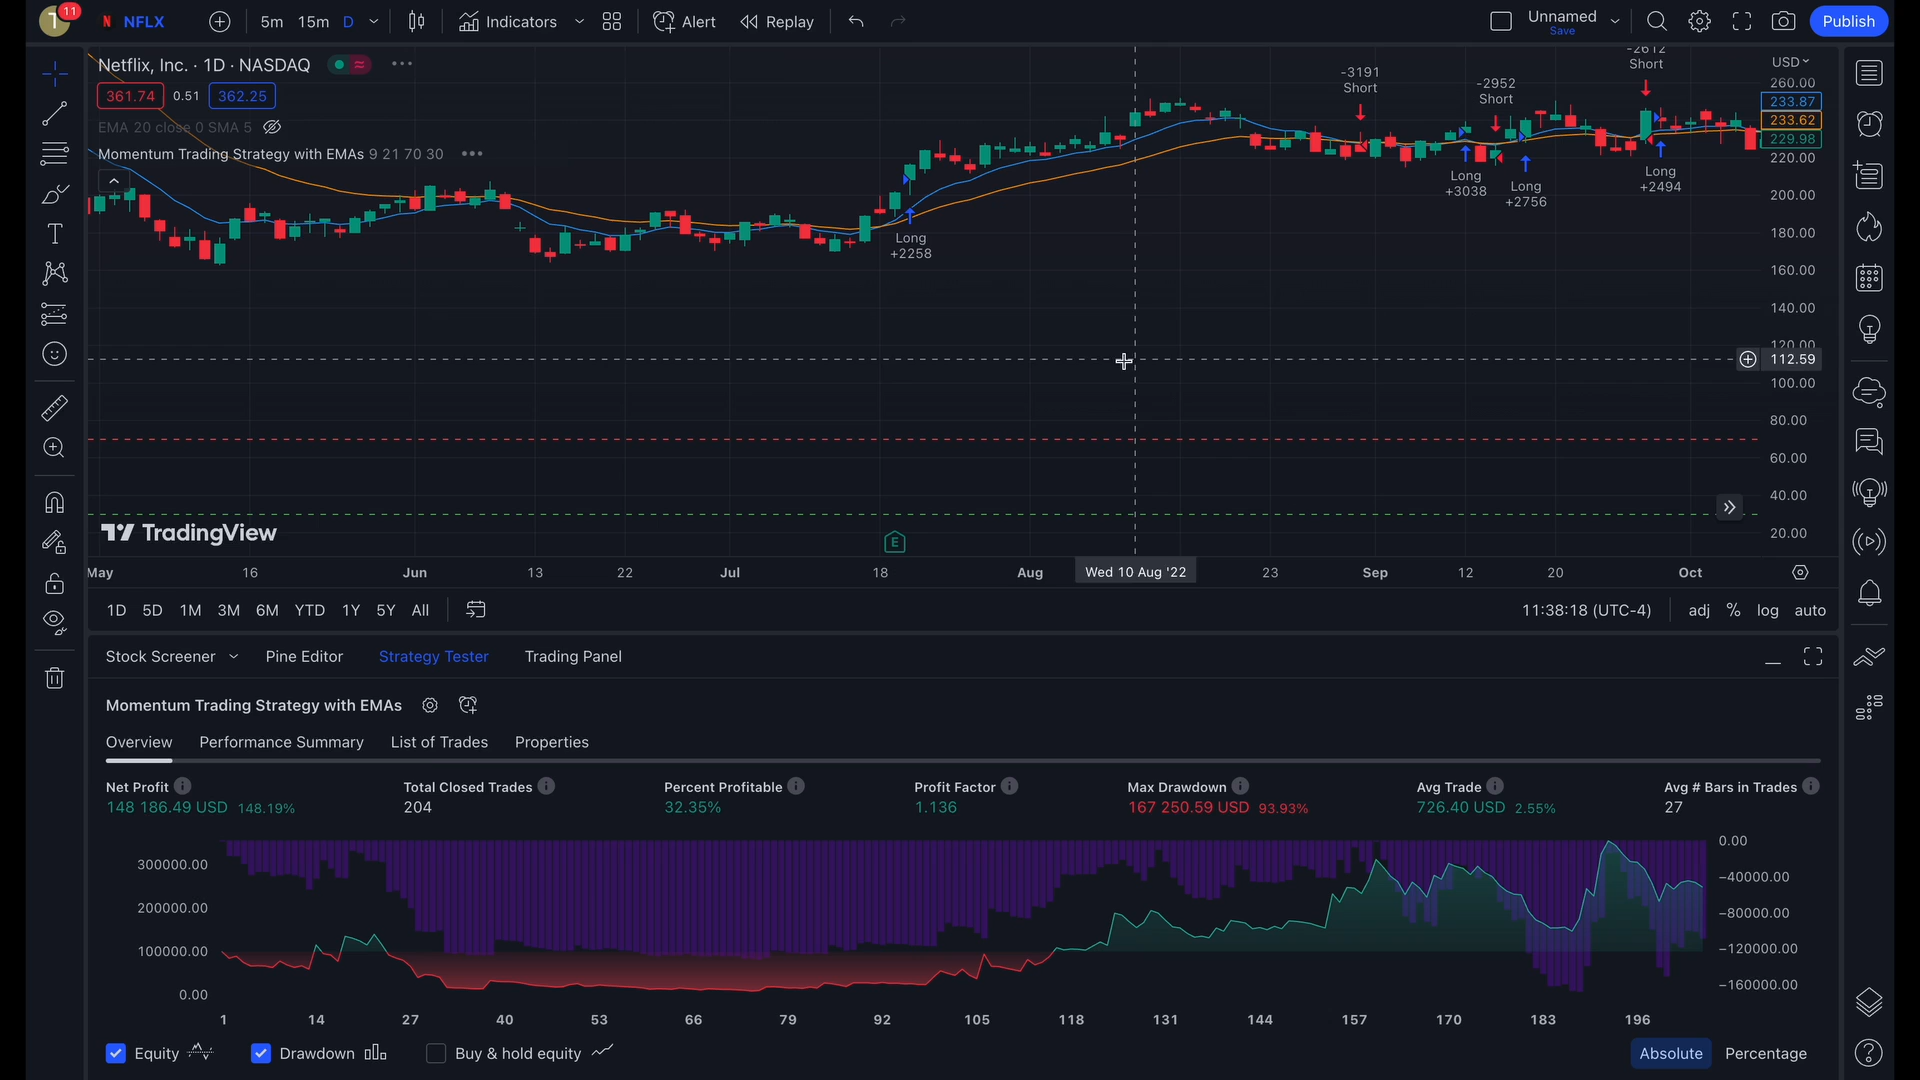 T 11 N NFLX 5m 15m D Indicators Alert Replay Unnamed Save Publish
Netflix, Inc. · 1D · NASDAQ
361.74 0.51 362.25
EMA 20 close 0 SMA 5
Momentum Trading Strategy with EMAs 9 21 70 30
Long
+2258
-3191
Short
-2952
Short
-2612
Short
Long
+3038
Long
+2756
Long
+2494
USD
260.00
233.87
233.62
229.98
220.00
200.00
180.00
160.00
140.00
120.00
112.59
100.00
80.00
60.00
40.00
20.00
TradingView
E
May 16 Jun 13 22 Jul 18 Aug Wed 10 Aug '22 23 Sep 12 20 Oct
1D 5D 1M 3M 6M YTD 1Y 5Y All 11:38:18 (UTC-4) adj % log auto
Stock Screener Pine Editor Strategy Tester Trading Panel
Momentum Trading Strategy with EMAs
Overview Performance Summary List of Trades Properties
Net Profit Total Closed Trades Percent Profitable Profit Factor Max Drawdown Avg Trade Avg # Bars in Trades
148 186.49 USD 148.19% 204 32.35% 1.136 167 250.59 USD 93.93% 726.40 USD 2.55% 27
300000.00
200000.00
100000.00
0.00
0.00
−40000.00
−80000.00
−120000.00
−160000.00
1 14 27 40 53 66 79 92 105 118 131 144 157 170 183 196
Equity Drawdown Buy & hold equity Absolute Percentage